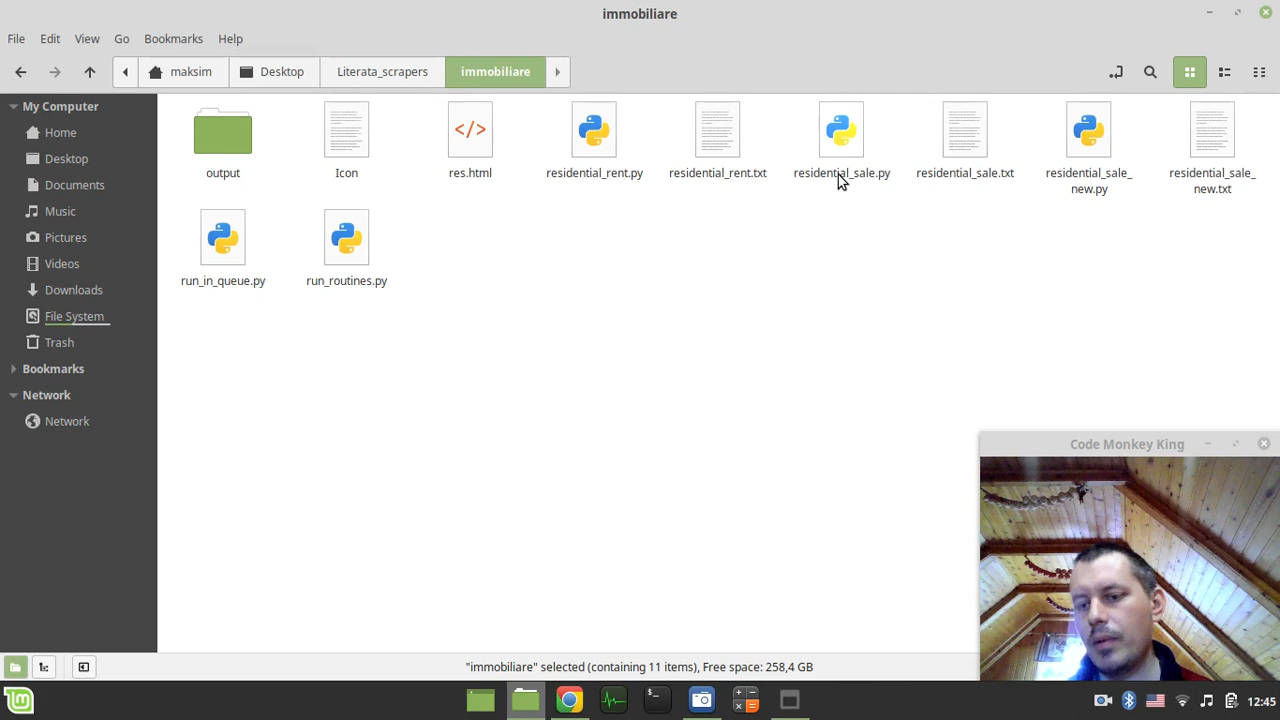 immobiliare
File Edit View Go Bookmarks Help
maksim Desktop Literata_scrapers immobiliare
My Computer
Home
Desktop
Documents
Music
Pictures
Videos
Downloads
File System
Trash
Bookmarks
Network
Network
output Icon </> res.html residential_rent.py residential_rent.txt residential_sale.py residential_sale.txt residential_sale_ residential_sale_
new.py new.txt
run_in_queue.py run_routines.py
Code Monkey King
"immobiliare" selected (containing 11 items), Free space: 258,4 GB
12:45